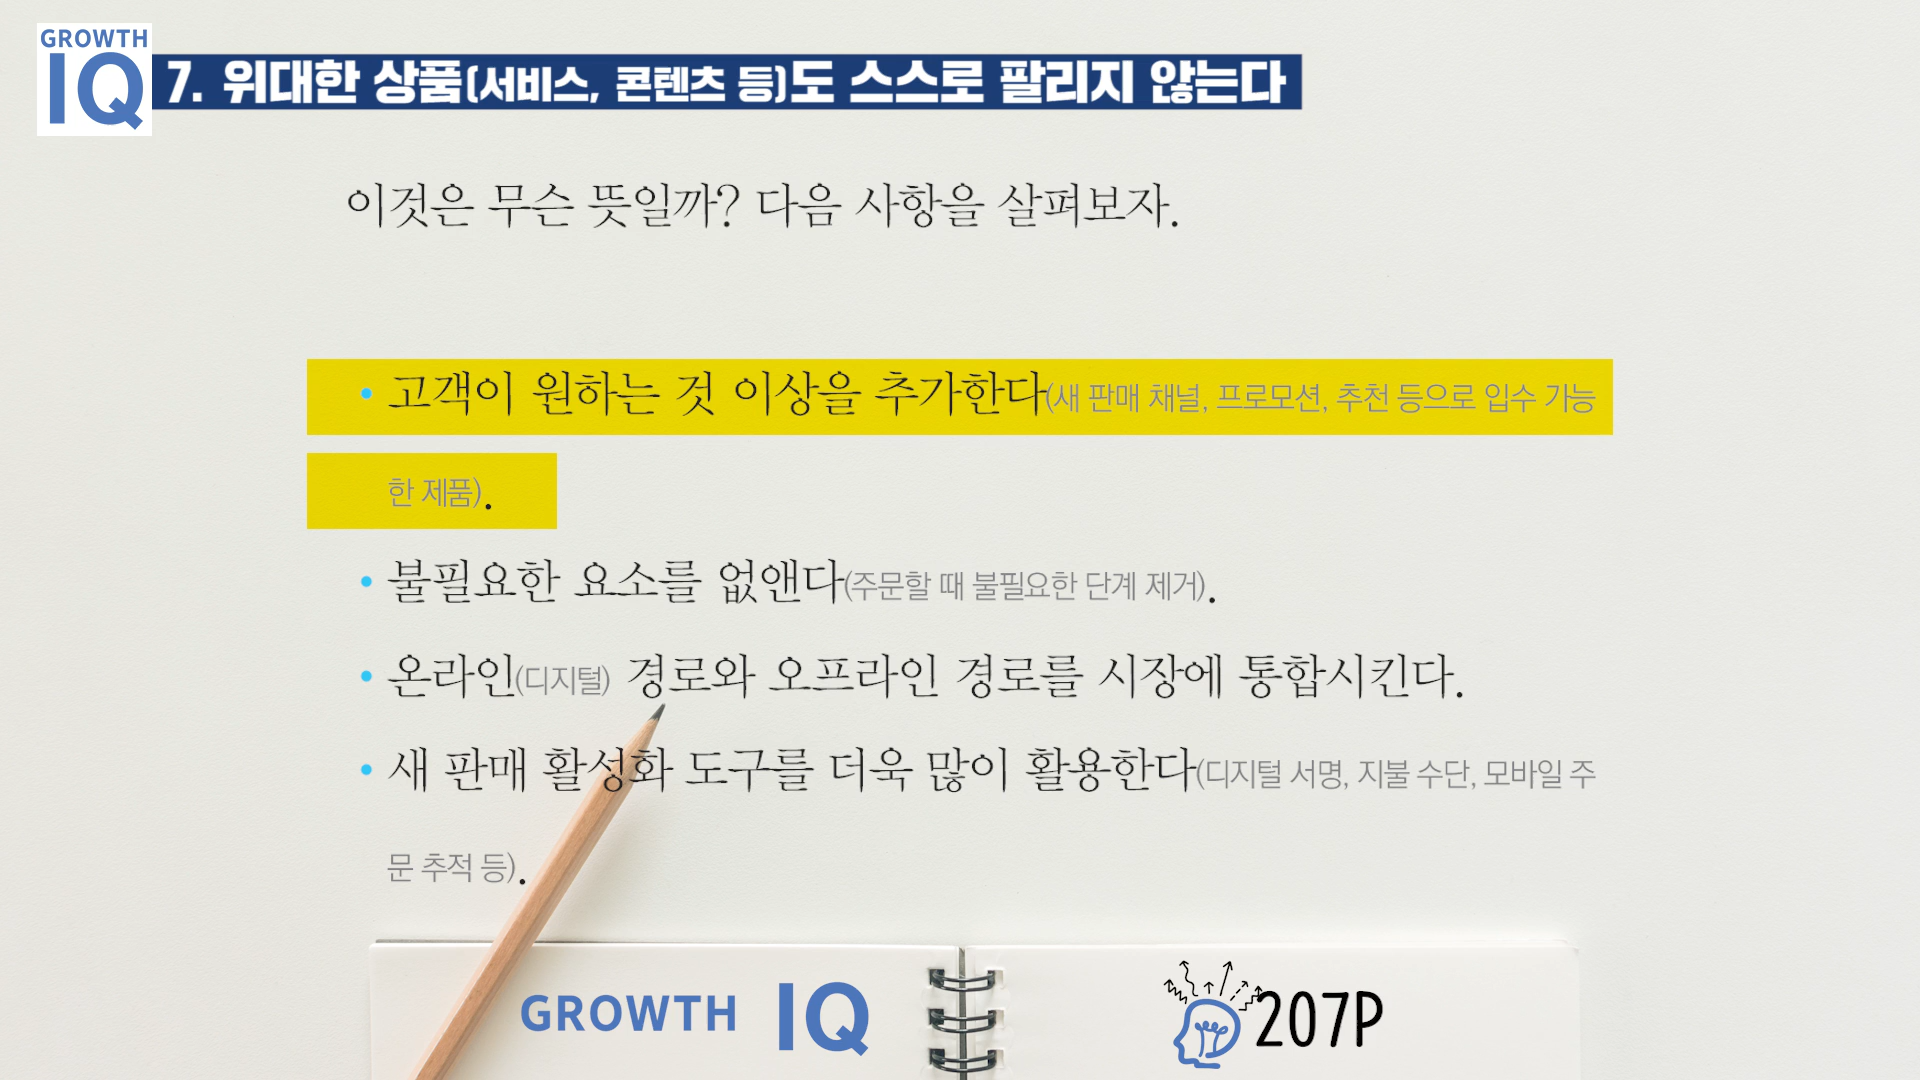 GROWTH
IQ
7. 위대한 상품(서비스, 콘텐츠 등)도 스스로 팔리지 않는다
이것은 무슨 뜻일까? 다음 사항을 살펴보자.
• 고객이 원하는 것 이상을 추가한다(새 판매 채널, 프로모션, 추천 등으로 입수 가능
한 제품).
• 불필요한 요소를 없앤다(주문할 때 불필요한 단계 제거).
• 온라인(디지털) 경로와 오프라인 경로를 시장에 통합시킨다.
• 새 판매 활성화 도구를 더욱 많이 활용한다(디지털 서명, 지불 수단, 모바일 주
문 추적 등).
GROWTH IQ
207P